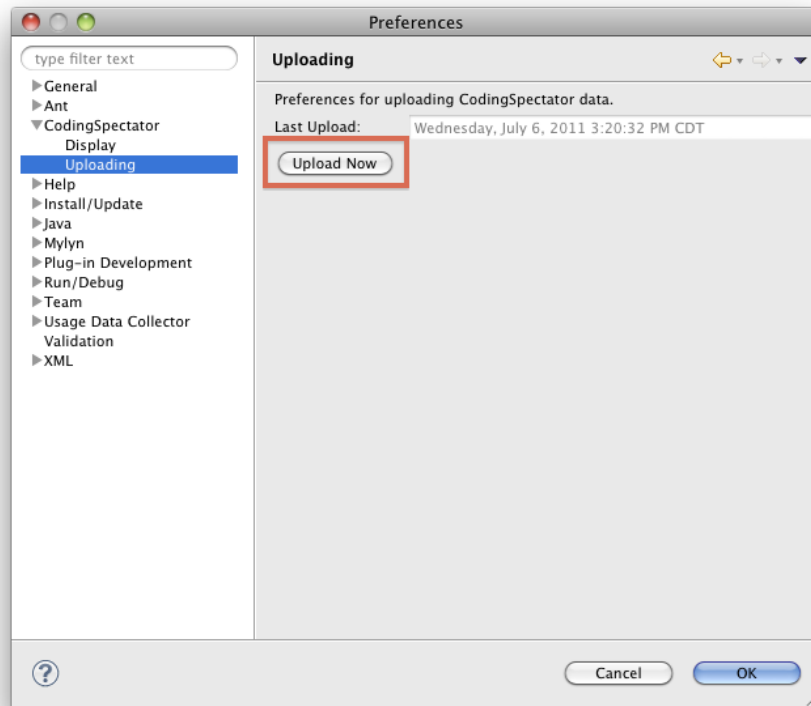 Preferences
type filter text
General
Ant
CodingSpectator
Display
Uploading
Help
Install/Update
Java
Mylyn
Plug-in Development
Run/Debug
Team
Usage Data Collector
Validation
XML
Uploading
Preferences for uploading CodingSpectator data.
Last Upload: Wednesday, July 6, 2011 3:20:32 PM CDT
Upload Now
?
Cancel
OK